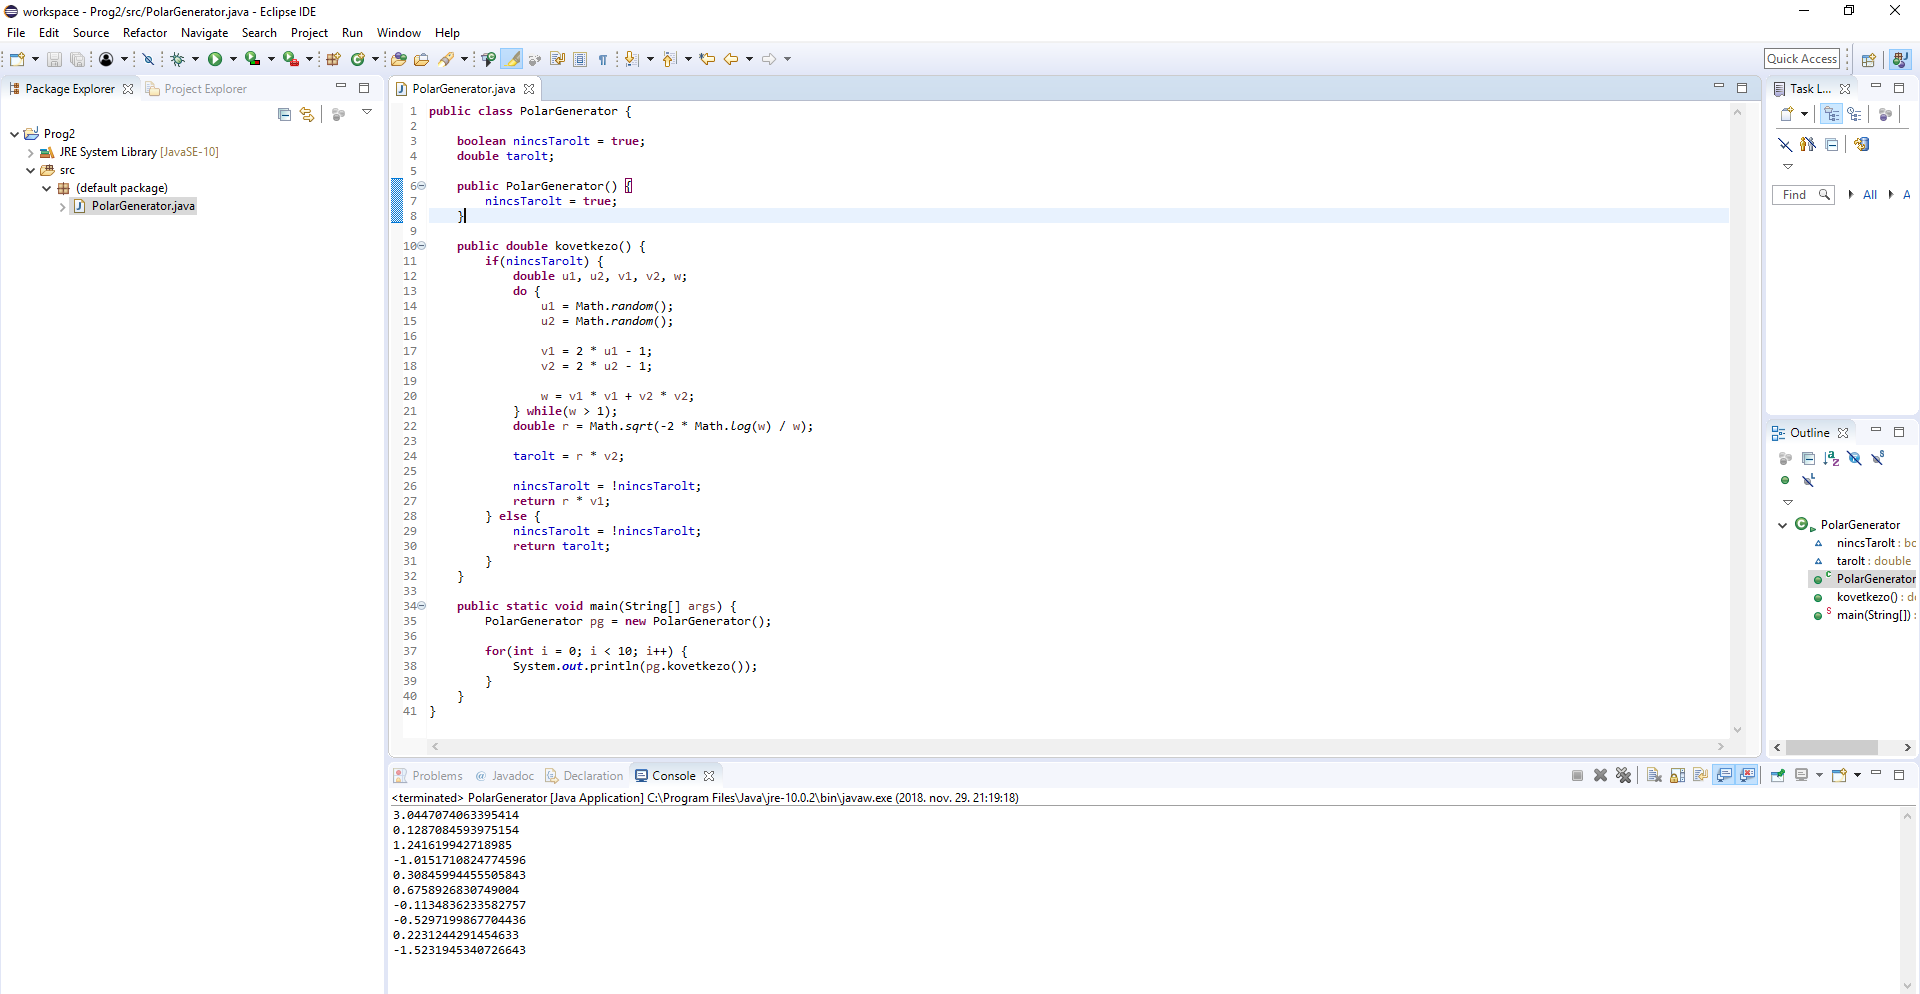 workspace - Prog2/src/PolarGenerator.java - Eclipse IDE
File Edit Source Refactor Navigate Search Project Run Window Help
Quick Access
Package Explorer Project Explorer
Prog2
JRE System Library [JavaSE-10]
src
(default package)
PolarGenerator.java
PolarGenerator.java
1 public class PolarGenerator {
2
3 boolean nincsTarolt = true;
4 double tarolt;
5
6 public PolarGenerator() {
7 nincsTarolt = true;
8 }
9
10 public double kovetkezo() {
11 if(nincsTarolt) {
12 double u1, u2, v1, v2, w;
13 do {
14 u1 = Math.random();
15 u2 = Math.random();
16
17 v1 = 2 * u1 - 1;
18 v2 = 2 * u2 - 1;
19
20 w = v1 * v1 + v2 * v2;
21 } while(w > 1);
22 double r = Math.sqrt(-2 * Math.log(w) / w);
23
24 tarolt = r * v2;
25
26 nincsTarolt = !nincsTarolt;
27 return r * v1;
28 } else {
29 nincsTarolt = !nincsTarolt;
30 return tarolt;
31 }
32 }
33
34 public static void main(String[] args) {
35 PolarGenerator pg = new PolarGenerator();
36
37 for(int i = 0; i < 10; i++) {
38 System.out.println(pg.kovetkezo());
39 }
40 }
41 }
Task L...
Find All A
Outline
PolarGenerator
nincsTarolt : bo
tarolt : double
PolarGenerator
kovetkezo() : do
main(String[]) :
Problems @ Javadoc Declaration Console
<terminated> PolarGenerator [Java Application] C:\Program Files\Java\jre-10.0.2\bin\javaw.exe (2018. nov. 29. 21:19:18)
3.0447074063395414
0.1287084593975154
1.241619942718985
-1.0151710824774596
0.30845994455505843
0.6758926830749004
-0.1134836233582757
-0.5297199867704436
0.2231244291454633
-1.5231945340726643